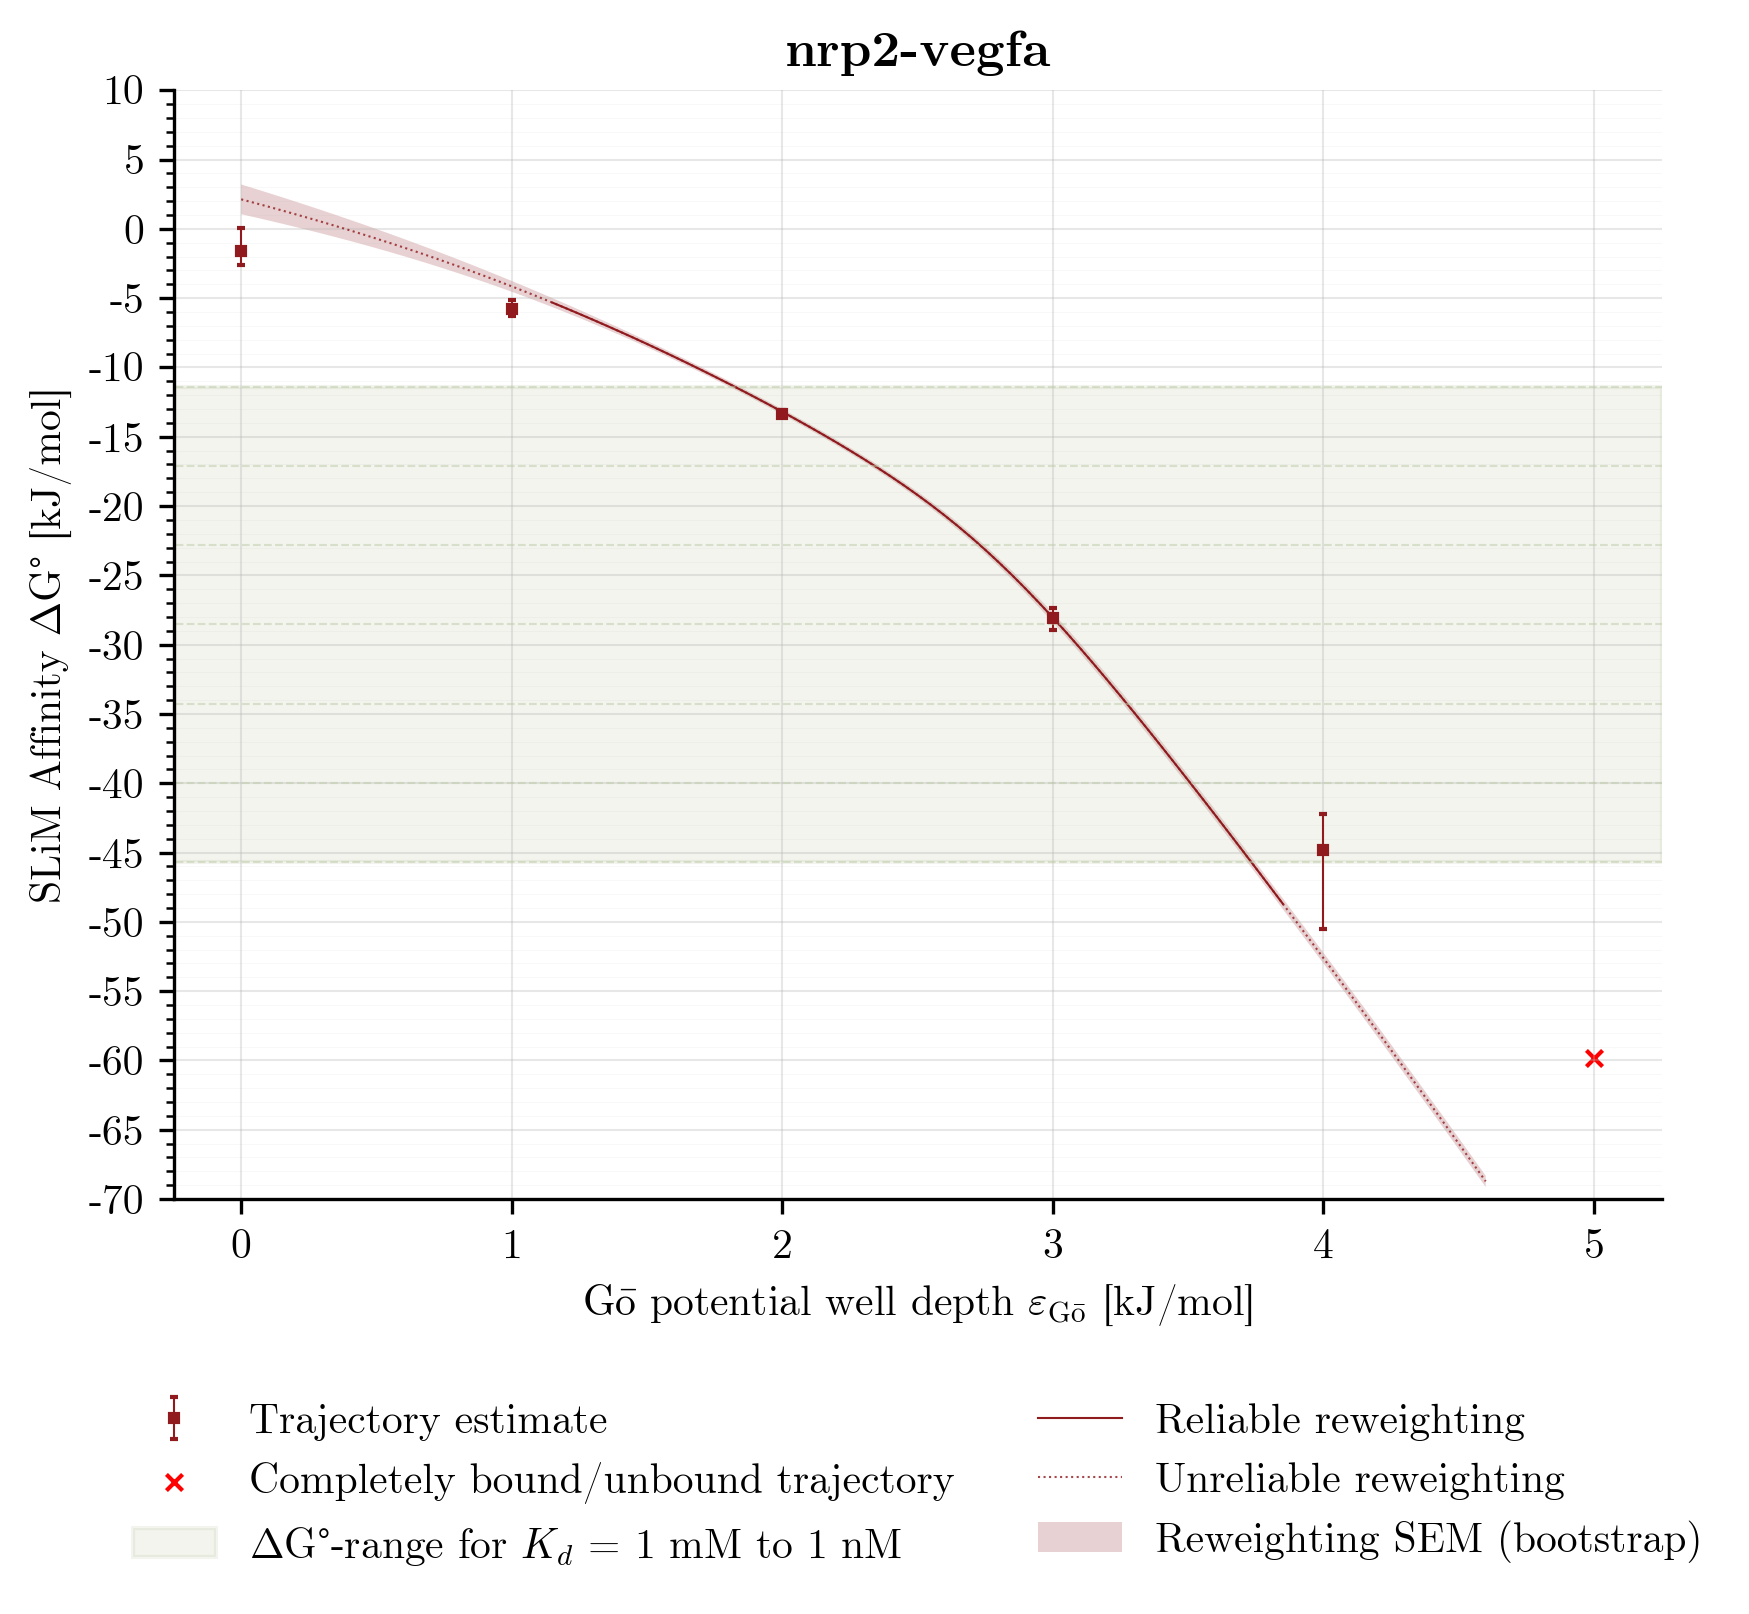 nrp2-vegfa
10
5
0
-5
-10
-15
-20
-25
-30
-35
-40
-45
-50
-55
-60
-65
-70
SLiM Affinity ΔG° [kJ/mol]
0 1 2 3 4 5
Gō potential well depth ε_Gō [kJ/mol]
Trajectory estimate
Completely bound/unbound trajectory
ΔG°-range for K_d = 1 mM to 1 nM
Reliable reweighting
Unreliable reweighting
Reweighting SEM (bootstrap)